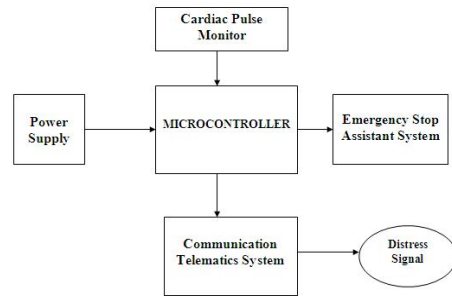 Cardiac Pulse
Monitor
Power
Supply
MICROCONTROLLER
Emergency Stop
Assistant System
Communication
Telematics System
Distress
Signal